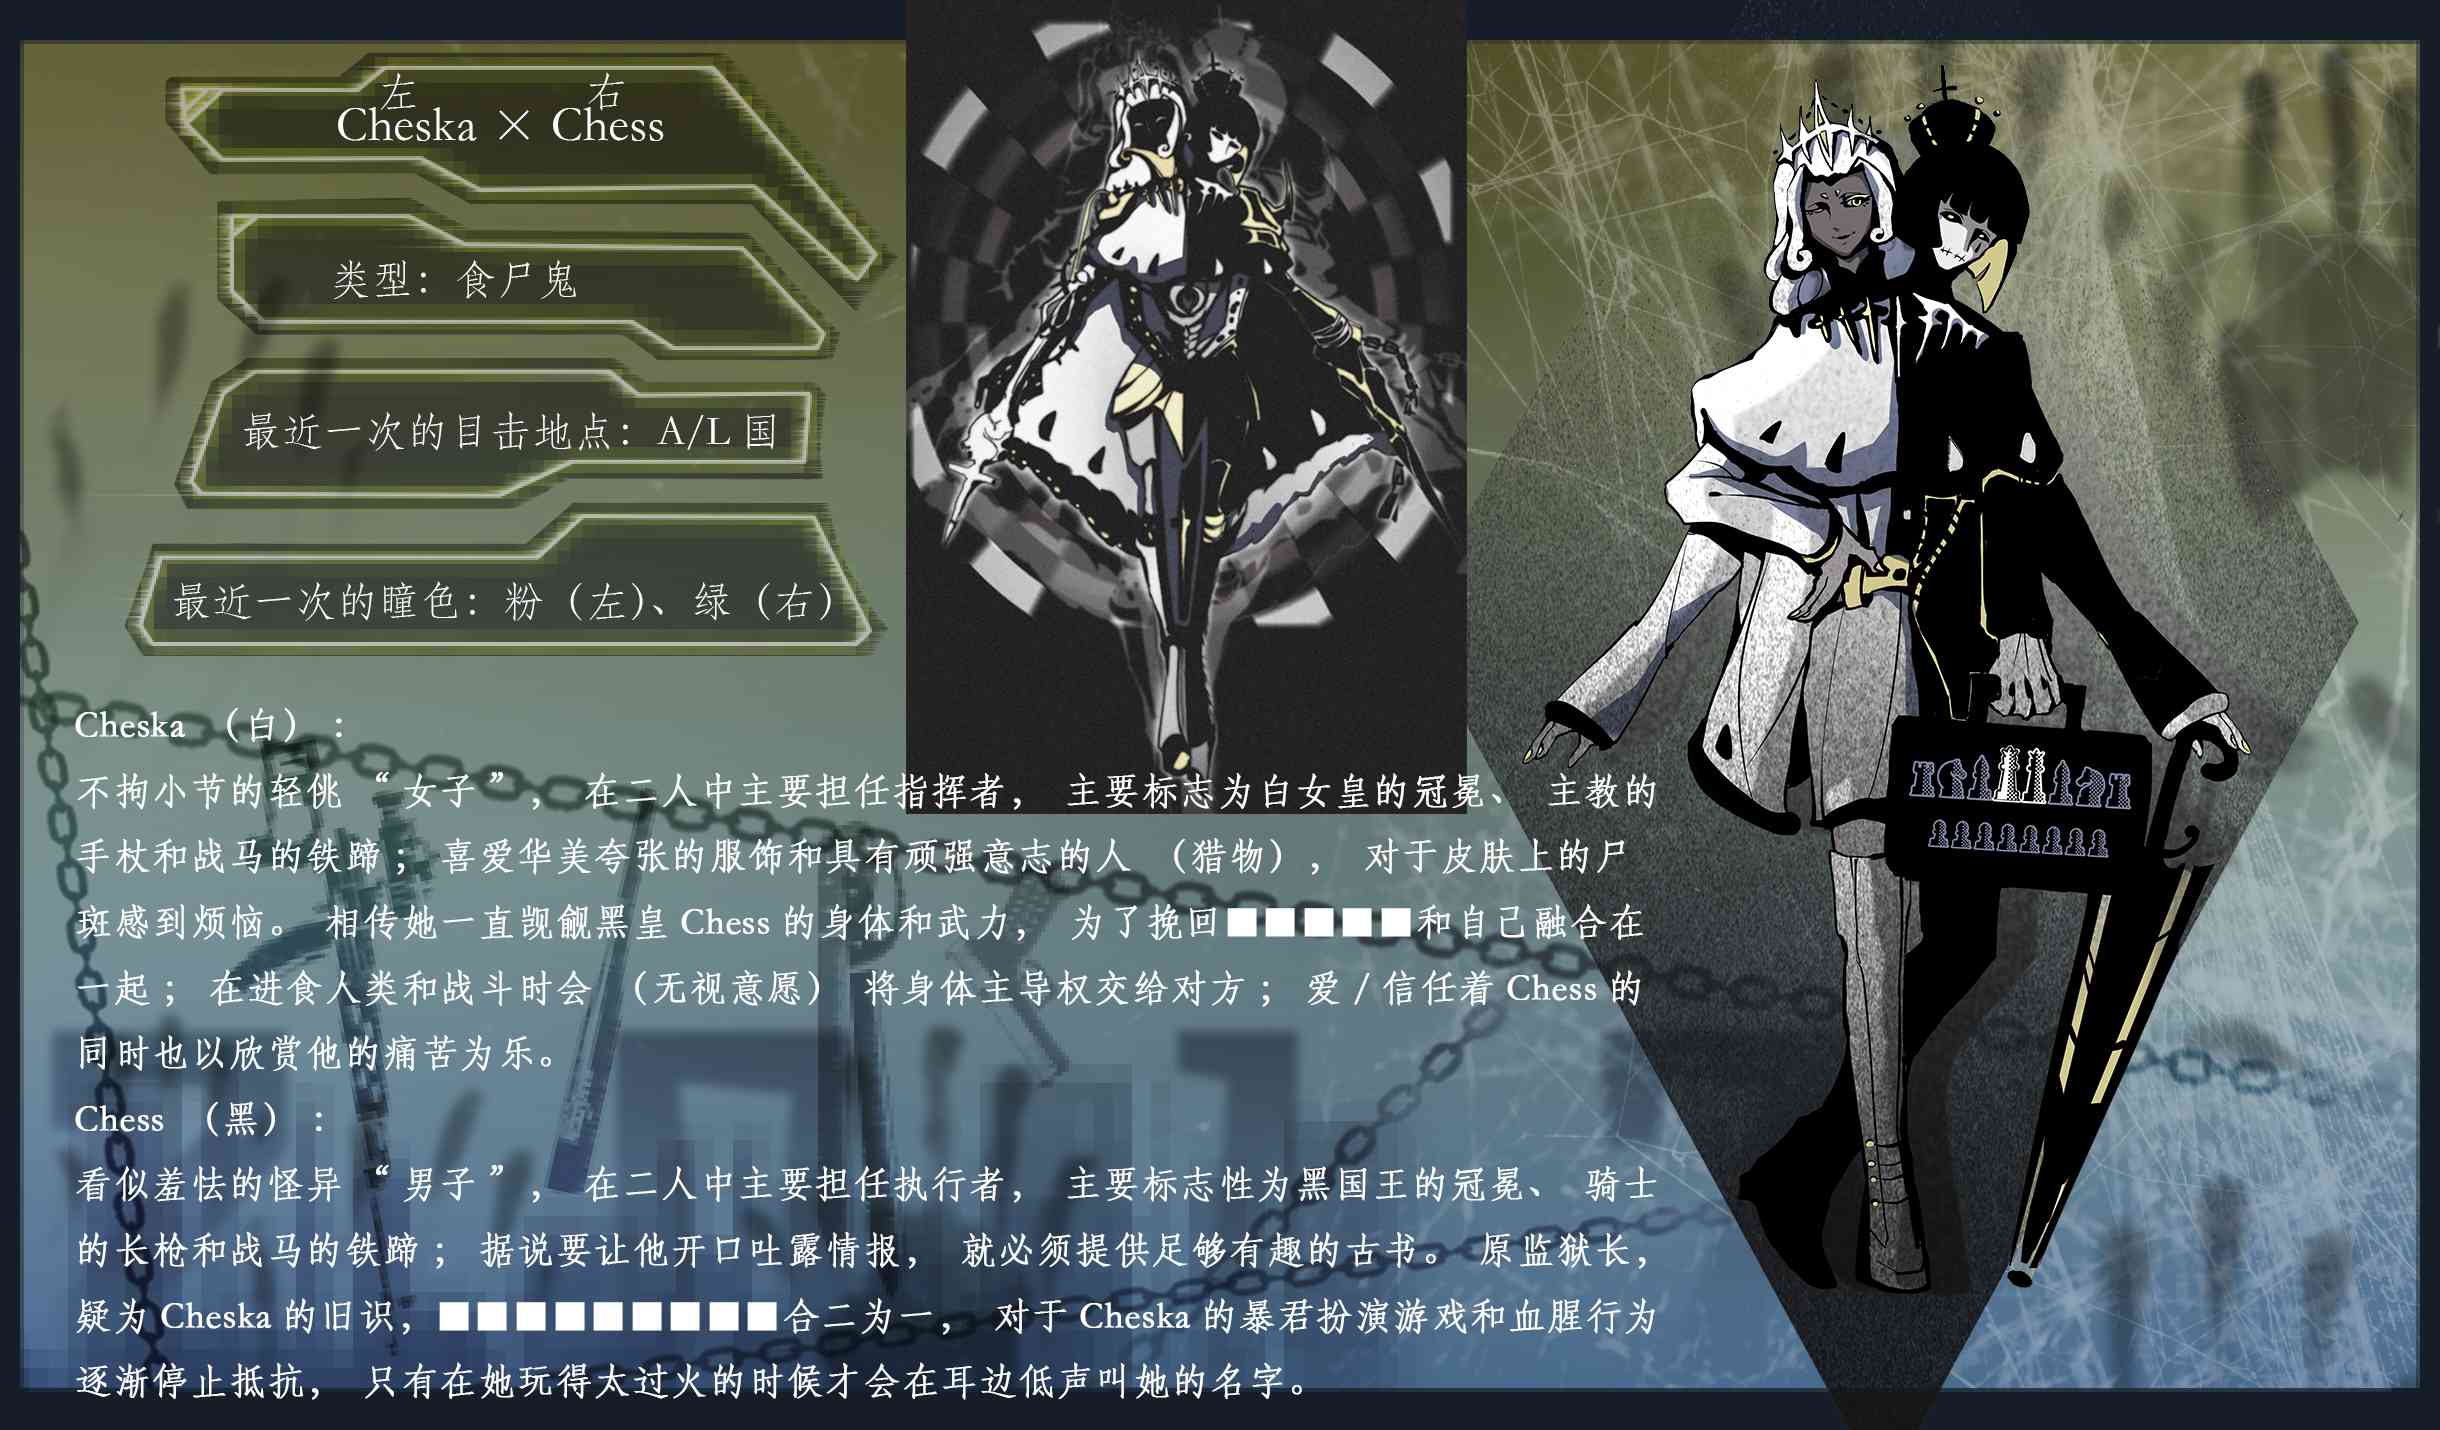 左 右
Cheska × Chess
类型：食尸鬼
最近一次的目击地点：A/L 国
最近一次的瞳色：粉（左）、绿（右）
Cheska （白）：
不拘小节的轻佻 “女子”， 在二人中主要担任指挥者， 主要标志为白女皇的冠冕、 主教的
手杖和战马的铁蹄； 喜爱华美夸张的服饰和具有顽强意志的人 （猎物）， 对于皮肤上的尸
斑感到烦恼。 相传她一直觊觎黑皇 Chess 的身体和武力， 为了挽回■■■■■和自己融合在
一起； 在进食人类和战斗时会 （无视意愿） 将身体主导权交给对方； 爱 / 信任着 Chess 的
同时也以欣赏他的痛苦为乐。
Chess （黑）：
看似羞怯的怪异 “男子”， 在二人中主要担任执行者， 主要标志性为黑国王的冠冕、 骑士
的长枪和战马的铁蹄； 据说要让他开口吐露情报， 就必须提供足够有趣的古书。 原监狱长，
疑为 Cheska 的旧识，■■■■■■■■■合二为一， 对于 Cheska 的暴君扮演游戏和血腥行为
逐渐停止抵抗， 只有在她玩得太过火的时候才会在耳边低声叫她的名字。